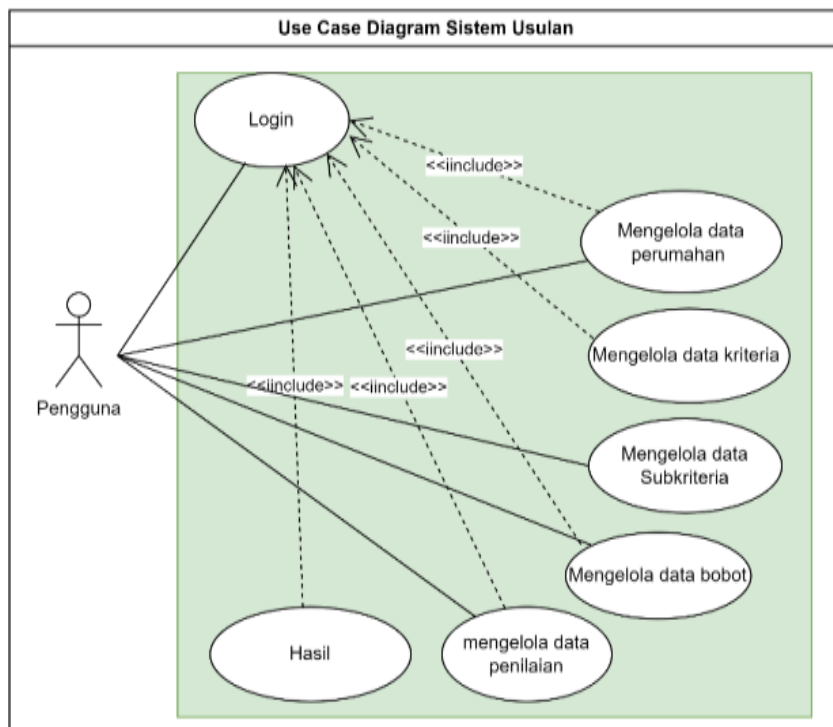 Use Case Diagram Sistem Usulan
Login
<<iinclude>>
Mengelola data
perumahan
<<iinclude>>
Mengelola data kriteria
<<iinclude>>
<<iinclude>>
<<iinclude>>
Pengguna
Mengelola data
Subkriteria
Mengelola data bobot
Hasil
mengelola data
penilaian